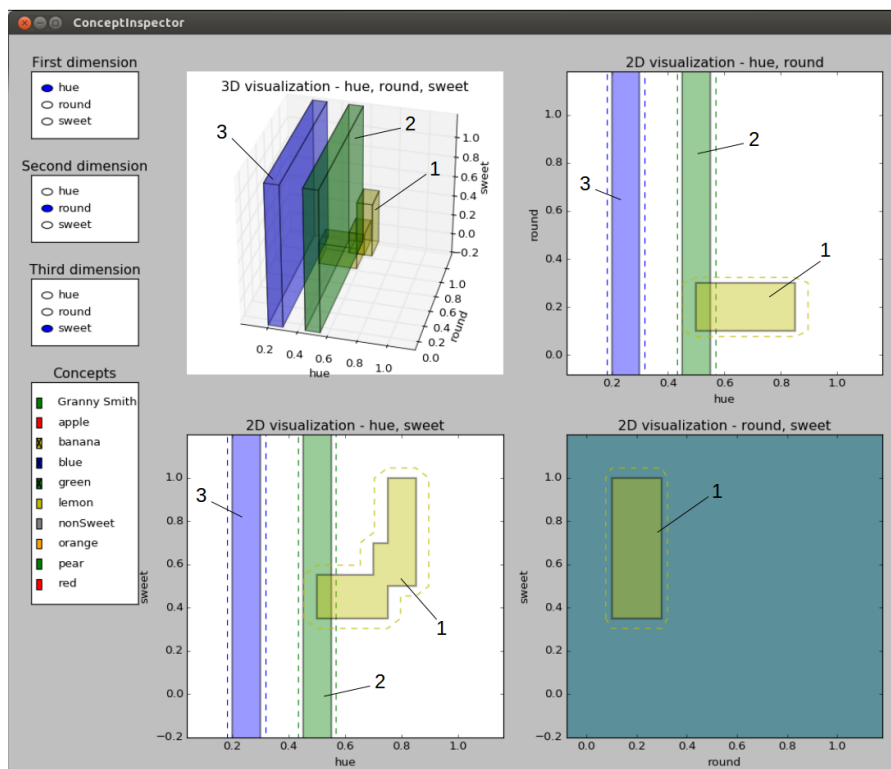 ConceptInspector
First dimension
hue
round
sweet
Second dimension
hue
round
sweet
Third dimension
hue
round
sweet
Concepts
Granny Smith
apple
banana
blue
green
lemon
nonSweet
orange
pear
red
3D visualization - hue, round, sweet
3
2
1
1.0
0.8
0.6
0.4
0.2
0.0
-0.2
sweet
1.0
0.8
0.6
0.4
0.2
0.0
round
0.2 0.4 0.6 0.8 1.0
hue
2D visualization - hue, round
1.0
0.8
0.6
0.4
0.2
0.0
round
3
2
1
0.2 0.4 0.6 0.8 1.0
hue
2D visualization - hue, sweet
1.0
0.8
0.6
0.4
0.2
0.0
−0.2
sweet
3
1
2
0.2 0.4 0.6 0.8 1.0
hue
2D visualization - round, sweet
1.0
0.8
0.6
0.4
0.2
0.0
−0.2
sweet
1
0.0 0.2 0.4 0.6 0.8 1.0
round